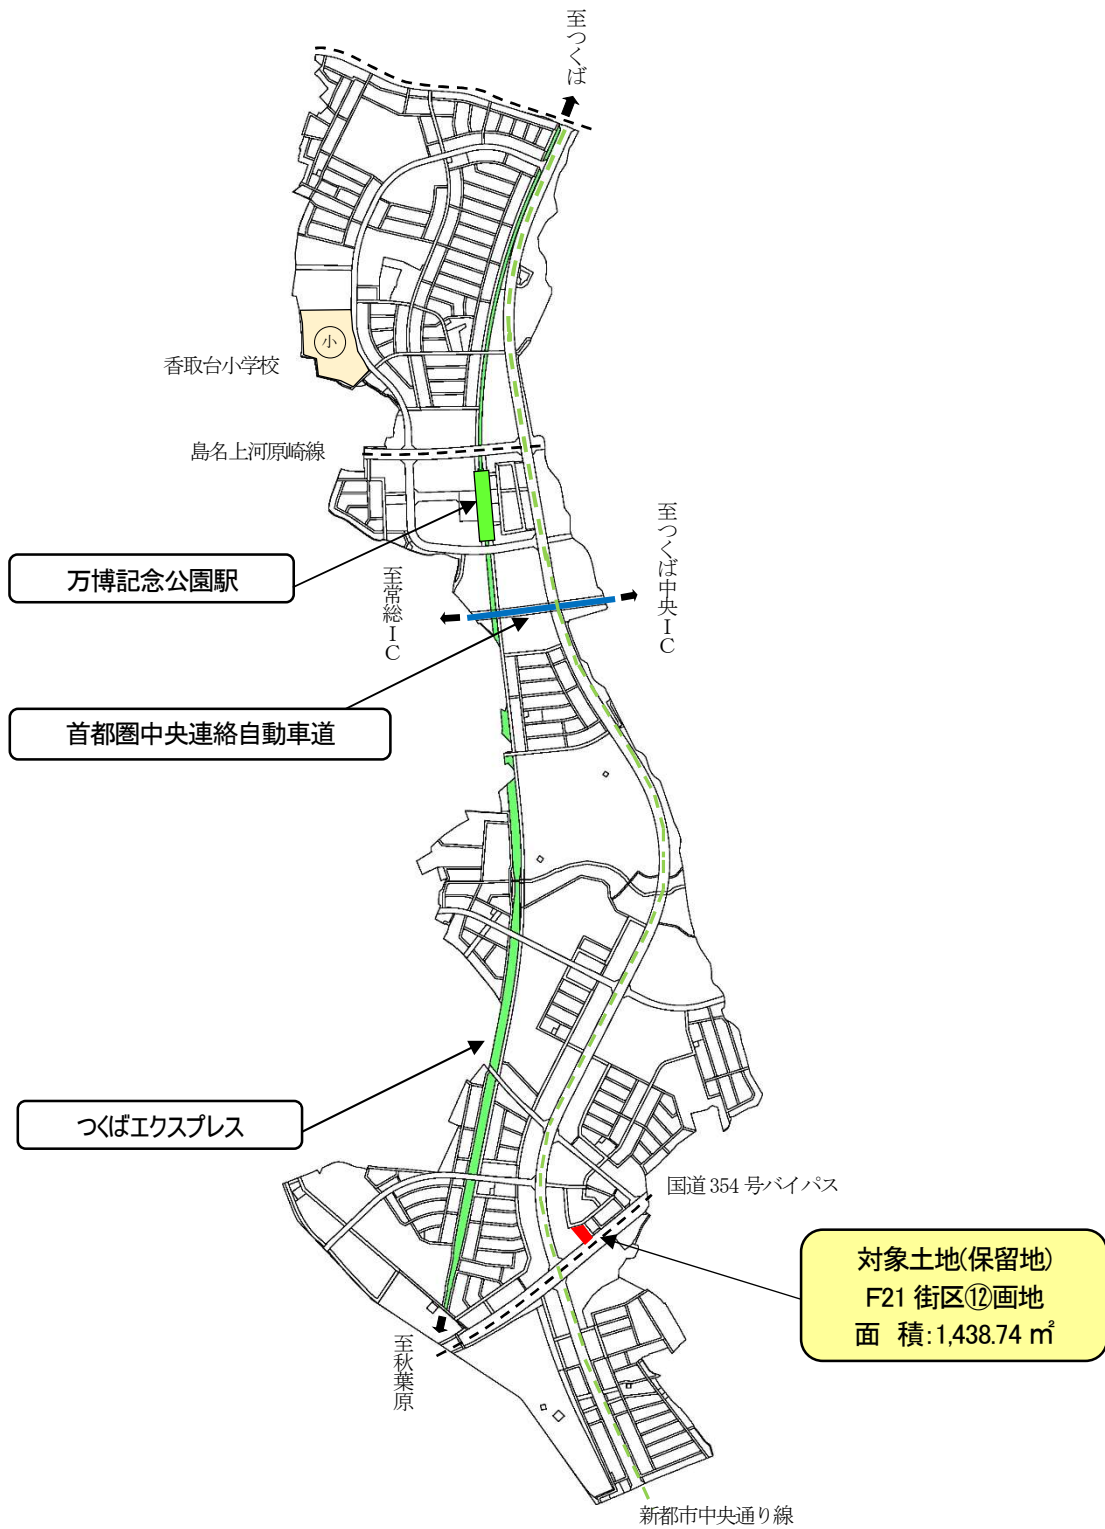 至つくば
小
香取台小学校
島名上河原崎線
万博記念公園駅
至常総IC
至つくば中央IC
首都圏中央連絡自動車道
つくばエクスプレス
国道354号バイパス
対象土地(保留地)
F21 街区⑫画地
面　積:1,438.74 ㎡
至秋葉原
新都市中央通り線